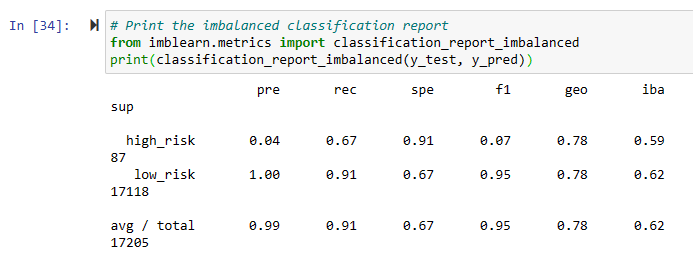 In [34]:
# Print the imbalanced classification report
from imblearn.metrics import classification_report_imbalanced
print(classification_report_imbalanced(y_test, y_pred))
pre rec spe f1 geo iba
sup
high_risk 0.04 0.67 0.91 0.07 0.78 0.59
87
low_risk 1.00 0.91 0.67 0.95 0.78 0.62
17118
avg / total 0.99 0.91 0.67 0.95 0.78 0.62
17205